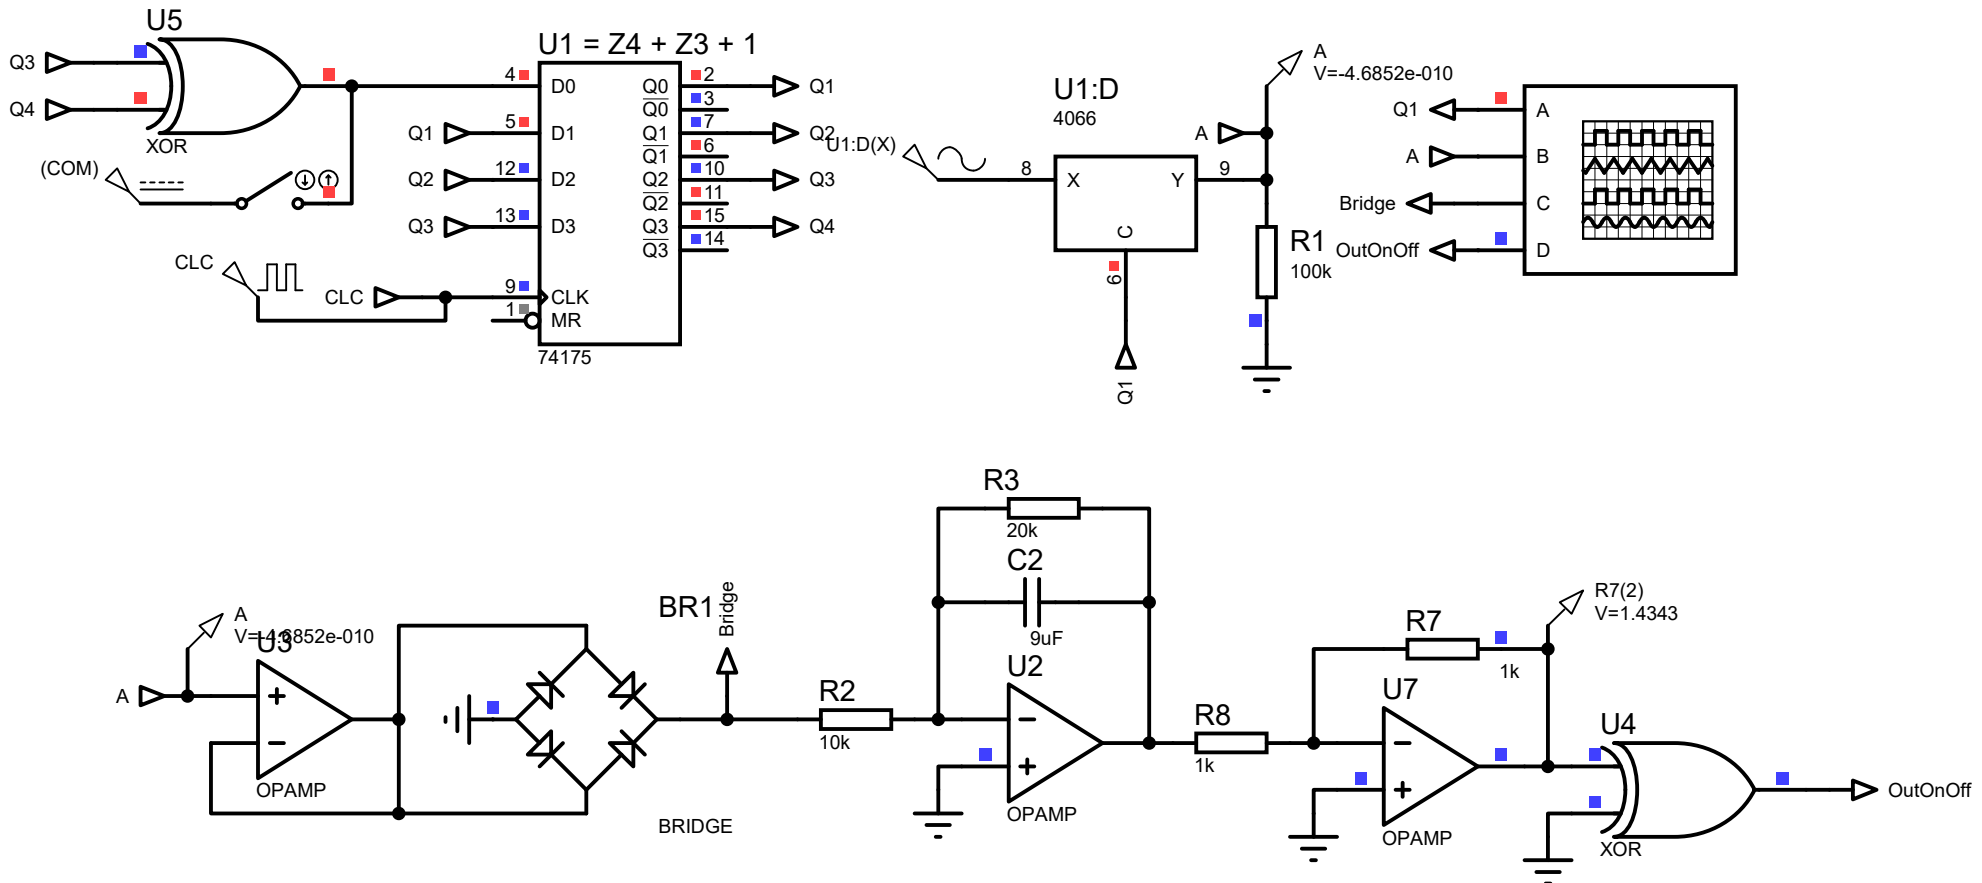 U5
Q3
Q4
XOR
(COM)
CLC
CLC
U1 = Z4 + Z3 + 1
4 D0 Q0 2 Q1
Q0 3
Q1 5 D1 Q1 7 Q2
Q1 6
Q2 12 D2 Q2 10 Q3
Q2 11
Q3 13 D3 Q3 15 Q4
Q3 14
9 CLK
1 MR
74175
U1:D(X)
U1:D
4066
8 X Y 9
C
6
Q1
A
A
V=-4.6852e-010
R1
100k
Q1 A
A B
Bridge C
OutOnOff D
A
A
V=-4.6852e-010
U3
+
−
OPAMP
BR1
Bridge
BRIDGE
R2
10k
R3
20k
C2
9uF
U2
−
+
OPAMP
R8
1k
R7
1k
U7
−
+
OPAMP
R7(2)
V=1.4343
U4
XOR
OutOnOff